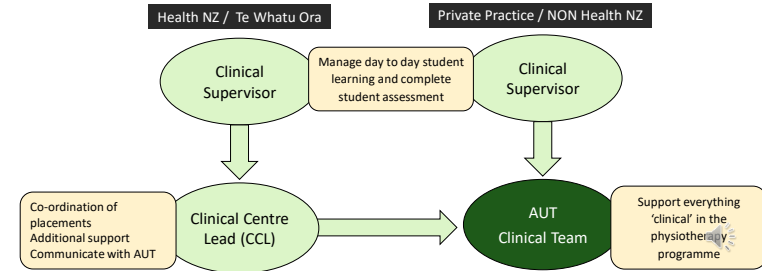 Health NZ / Te Whatu Ora
Private Practice / NON Health NZ
Clinical
Supervisor
Manage day to day student
learning and complete
student assessment
Clinical
Supervisor
Co-ordination of
placements
Additional support
Communicate with AUT
Clinical Centre
Lead (CCL)
AUT
Clinical Team
Support everything
‘clinical’ in the
physiotherapy
programme